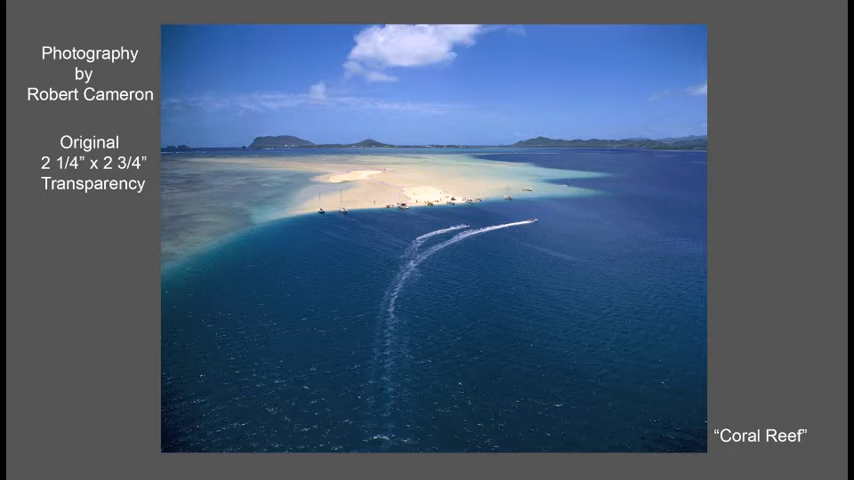 Photography
by
Robert Cameron
Original
2 1/4” x 2 3/4”
Transparency
“Coral Reef”